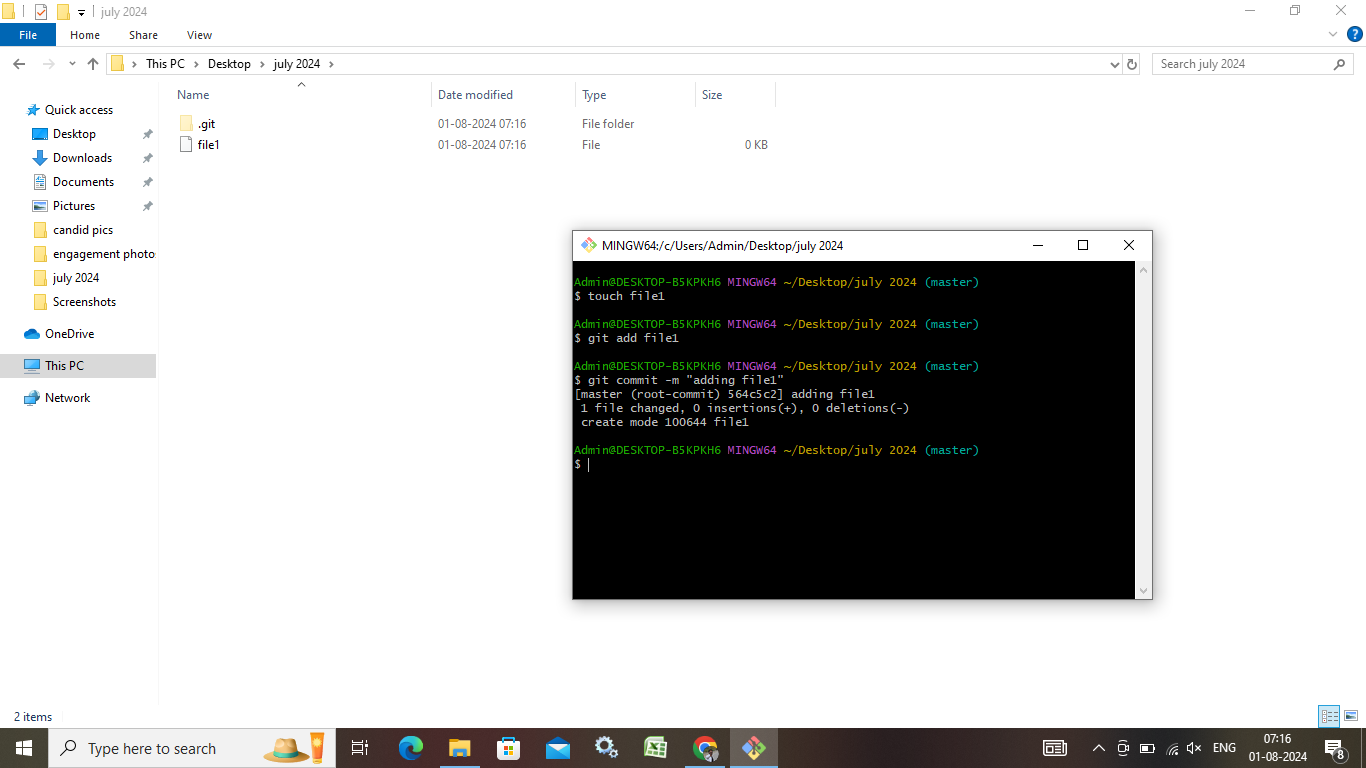 july 2024
File Home Share View
This PC Desktop july 2024
Search july 2024
Name Date modified Type Size
.git 01-08-2024 07:16 File folder
file1 01-08-2024 07:16 File 0 KB
Quick access
Desktop
Downloads
Documents
Pictures
candid pics
engagement photo
july 2024
Screenshots
OneDrive
This PC
Network
MINGW64:/c/Users/Admin/Desktop/july 2024
Admin@DESKTOP-B5KPKH6 MINGW64 ~/Desktop/july 2024 (master)
$ touch file1
Admin@DESKTOP-B5KPKH6 MINGW64 ~/Desktop/july 2024 (master)
$ git add file1
Admin@DESKTOP-B5KPKH6 MINGW64 ~/Desktop/july 2024 (master)
$ git commit -m "adding file1"
[master (root-commit) 564c5c2] adding file1
1 file changed, 0 insertions(+), 0 deletions(-)
create mode 100644 file1
Admin@DESKTOP-B5KPKH6 MINGW64 ~/Desktop/july 2024 (master)
$
2 items
Type here to search
ENG
07:16
01-08-2024
8